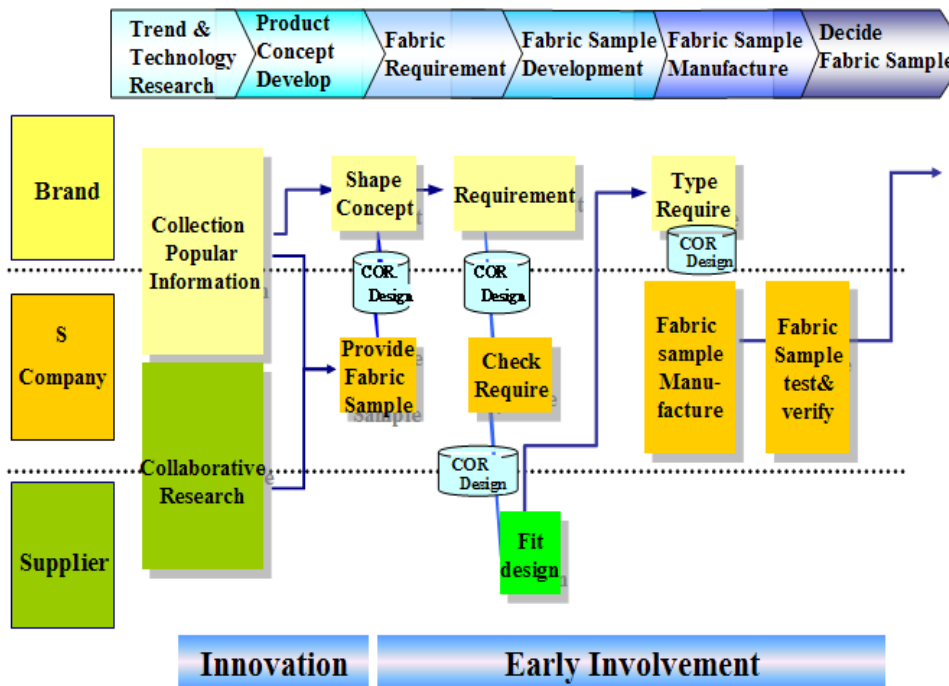 Trend &
Technology
Research
Product
Concept
Develop
Fabric
Requirement
Fabric Sample
Development
Fabric Sample
Manufacture
Decide
Fabric Sample
Brand
Collection
Popular
Information
Shape
Concept
Requirement
Type
Require
COR.
Design
COR
Design
COR
Design
S
Company
Provide
Fabric
Sample
Check
Require
Fabric
sample
Manu-
facture
Fabric
Sample
test&
verify
Collaborative
Research
COR
Design
Supplier
Fit
design
Innovation
Early Involvement